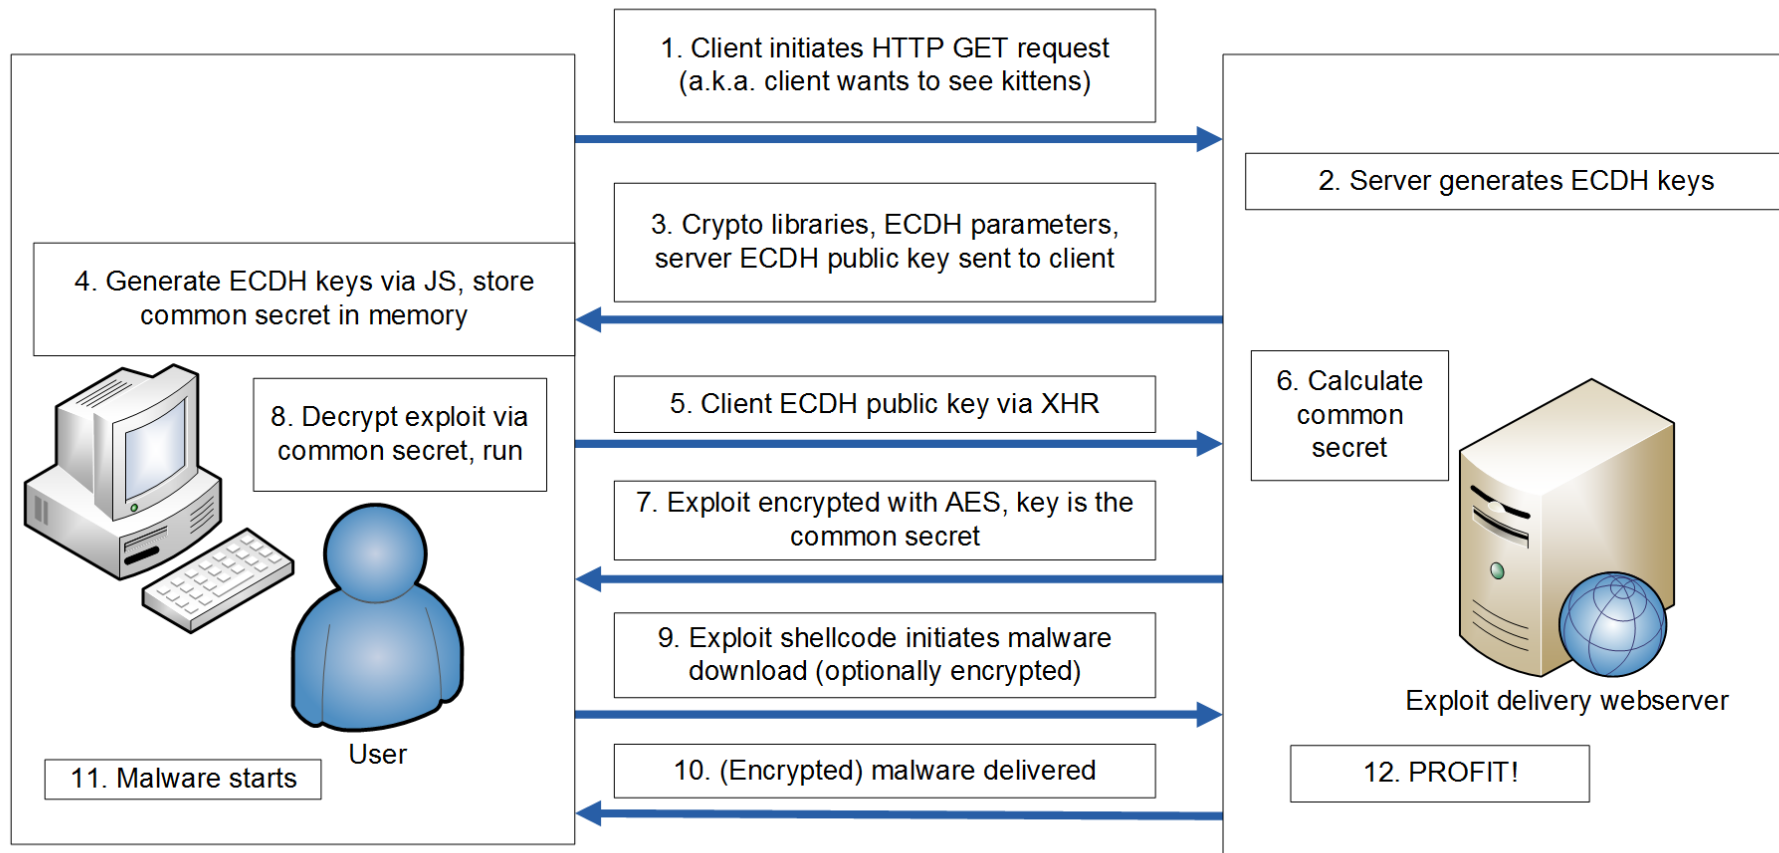 1. Client initiates HTTP GET request
(a.k.a. client wants to see kittens)
2. Server generates ECDH keys
3. Crypto libraries, ECDH parameters,
server ECDH public key sent to client
4. Generate ECDH keys via JS, store
common secret in memory
5. Client ECDH public key via XHR
6. Calculate
common
secret
7. Exploit encrypted with AES, key is the
common secret
8. Decrypt exploit via
common secret, run
9. Exploit shellcode initiates malware
download (optionally encrypted)
Exploit delivery webserver
User
10. (Encrypted) malware delivered
11. Malware starts
12. PROFIT!